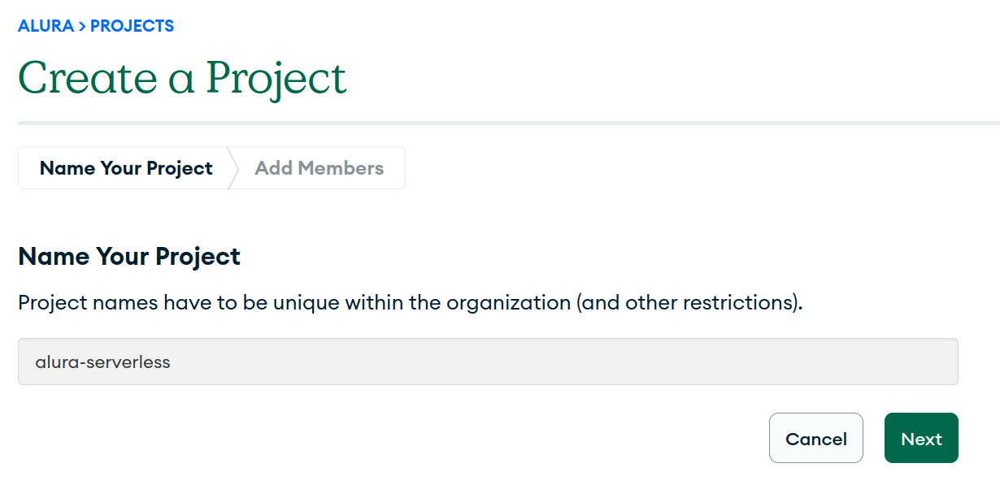 ALURA > PROJECTS
Create a Project
Name Your Project
Add Members
Name Your Project
Project names have to be unique within the organization (and other restrictions).
alura-serverless
Cancel
Next